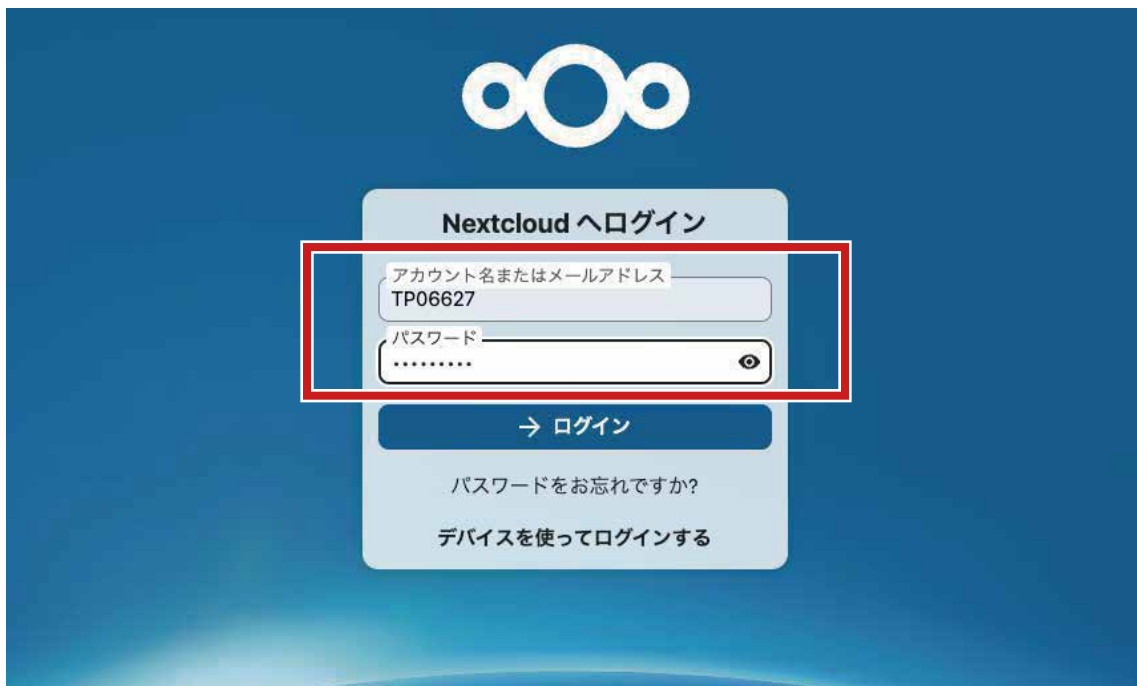 Nextcloud へログイン
アカウント名またはメールアドレス
TP06627
パスワード
•••••••••
→ ログイン
パスワードをお忘れですか?
デバイスを使ってログインする